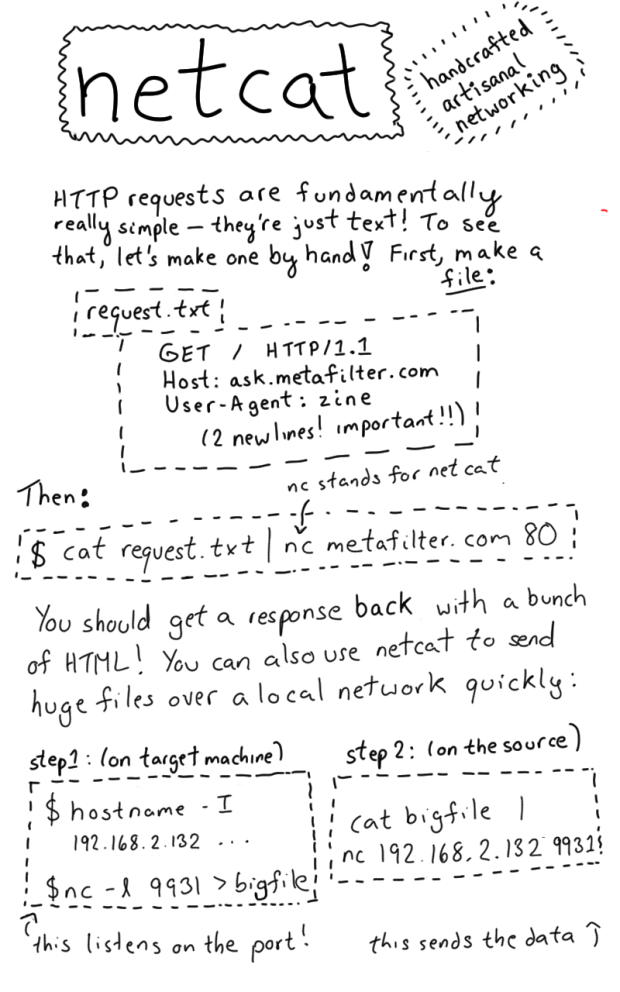 netcat
handcrafted
artisanal
networking
HTTP requests are fundamentally
really simple — they're just text! To see
that, let's make one by hand! First, make a
file:
request.txt
GET / HTTP/1.1
Host: ask.metafilter.com
User-Agent: zine
(2 newlines! important!!)
Then:
nc stands for netcat
$ cat request.txt | nc metafilter.com 80
You should get a response back with a bunch
of HTML! You can also use netcat to send
huge files over a local network quickly:
step1: (on target machine)
$ hostname -I
192.168.2.132 ...
$nc -l 9931 > bigfile
this listens on the port!
step 2: (on the source)
cat bigfile |
nc 192.168.2.132 9931
this sends the data